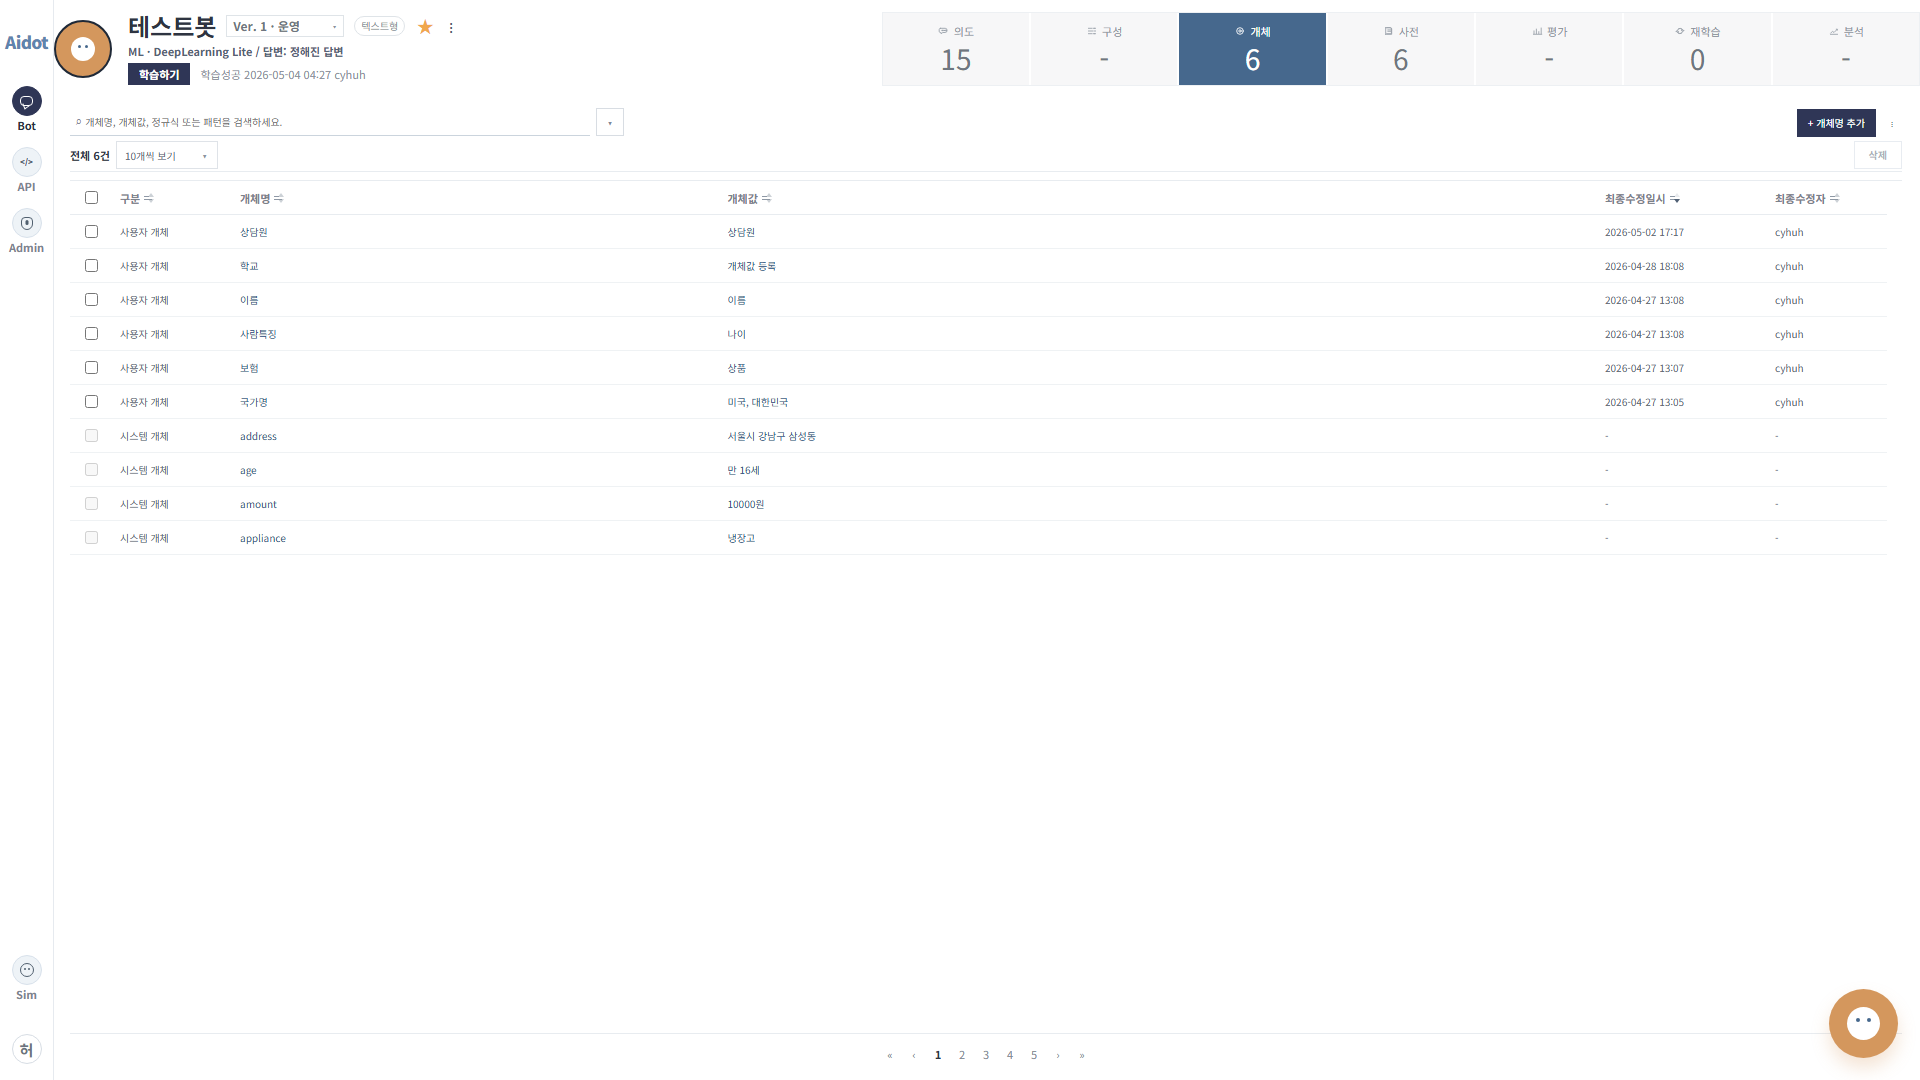 Aidot
Bot
</>
API
Admin
Sim
허
테스트봇
Ver. 1 · 운영
텍스트형
ML · DeepLearning Lite / 답변: 정해진 답변
학습하기
학습성공 2026-05-04 04:27 cyhuh
의도
15
구성
-
개체
6
사전
6
평가
-
재학습
0
분석
-
개체명, 개체값, 정규식 또는 패턴을 검색하세요.
+ 개체명 추가
전체 6건
10개씩 보기
삭제
구분 개체명 개체값 최종수정일시 최종수정자
사용자 개체 상담원 상담원 2026-05-02 17:17 cyhuh
사용자 개체 학교 개체값 등록 2026-04-28 18:08 cyhuh
사용자 개체 이름 이름 2026-04-27 13:08 cyhuh
사용자 개체 사람특징 나이 2026-04-27 13:08 cyhuh
사용자 개체 보험 상품 2026-04-27 13:07 cyhuh
사용자 개체 국가명 미국, 대한민국 2026-04-27 13:05 cyhuh
시스템 개체 address 서울시 강남구 삼성동 - -
시스템 개체 age 만 16세 - -
시스템 개체 amount 10000원 - -
시스템 개체 appliance 냉장고 - -
« ‹ 1 2 3 4 5 › »